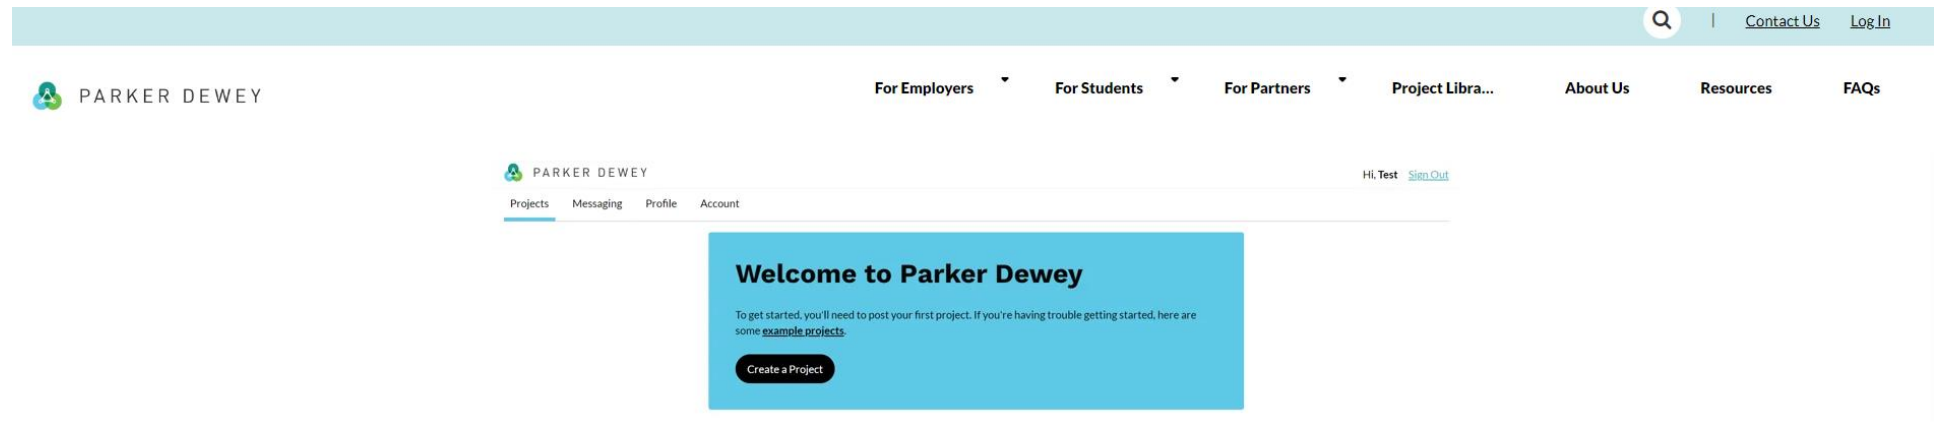 Contact Us Log In
PARKER DEWEY
For Employers For Students For Partners Project Libra... About Us Resources FAQs
PARKER DEWEY
Hi, Test Sign Out
Projects Messaging Profile Account
Welcome to Parker Dewey
To get started, you'll need to post your first project. If you're having trouble getting started, here are
some example projects.
Create a Project